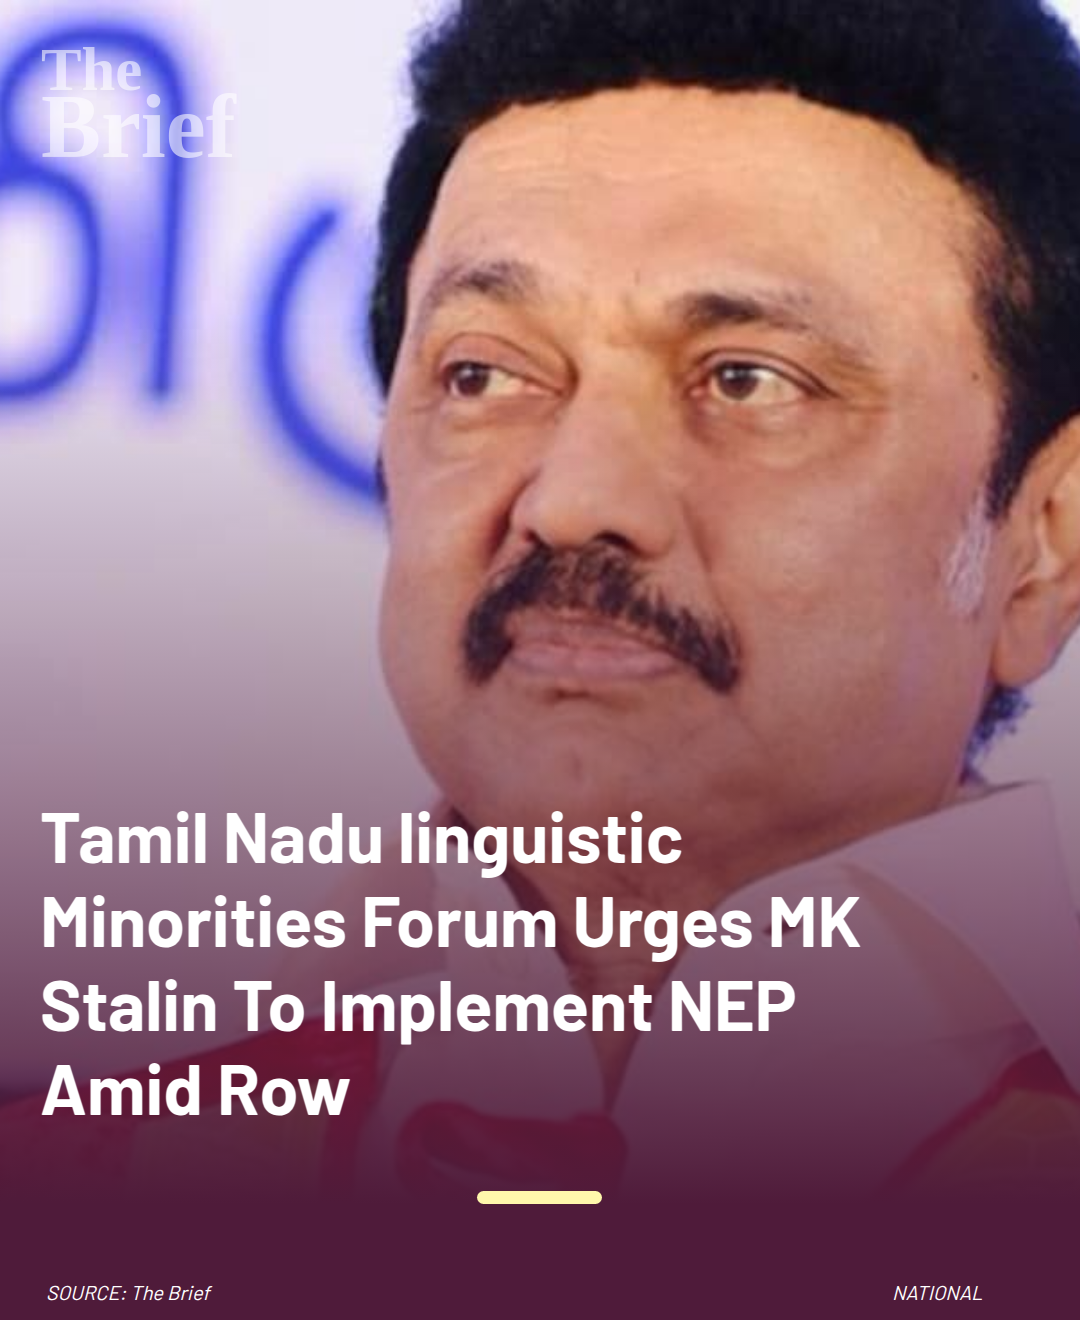 The
Brief
Tamil Nadu linguistic
Minorities Forum Urges MK
Stalin To Implement NEP
Amid Row
SOURCE: The Brief
NATIONAL